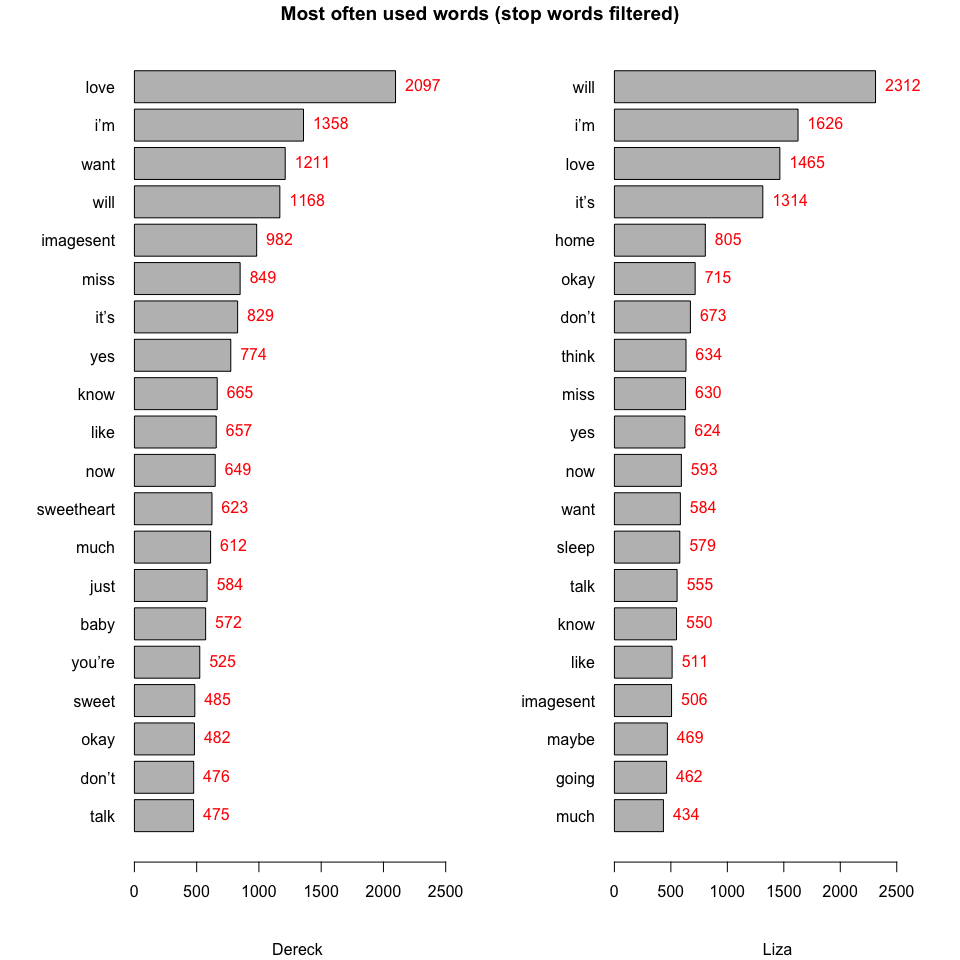 Most often used words (stop words filtered)
love 2097
i’m 1358
want 1211
will 1168
imagesent 982
miss 849
it’s 829
yes 774
know 665
like 657
now 649
sweetheart 623
much 612
just 584
baby 572
you’re 525
sweet 485
okay 482
don’t 476
talk 475
0 500 1000 1500 2000 2500
Dereck
will 2312
i’m 1626
love 1465
it’s 1314
home 805
okay 715
don’t 673
think 634
miss 630
yes 624
now 593
want 584
sleep 579
talk 555
know 550
like 511
imagesent 506
maybe 469
going 462
much 434
0 500 1000 1500 2000 2500
Liza